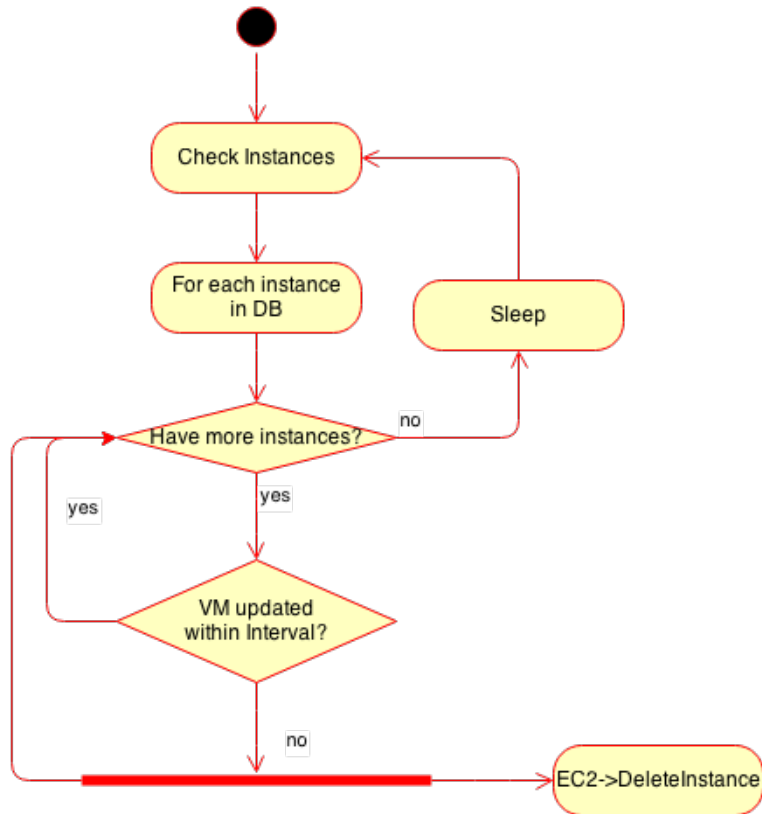 Check Instances
For each instance
in DB
Sleep
Have more instances?
no
yes
yes
VM updated
within Interval?
no
EC2->DeleteInstance